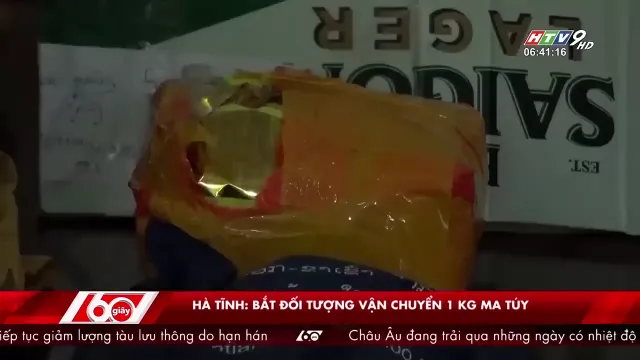 SAIGON
LAGER
EST.
HTV9 HD
06:41:16
60 giây
HÀ TĨNH: BẮT ĐỐI TƯỢNG VẬN CHUYỂN 1 KG MA TÚY
iếp tục giảm lượng tàu lưu thông do hạn hán 60 Châu Âu đang trải qua những ngày có nhiệt độ